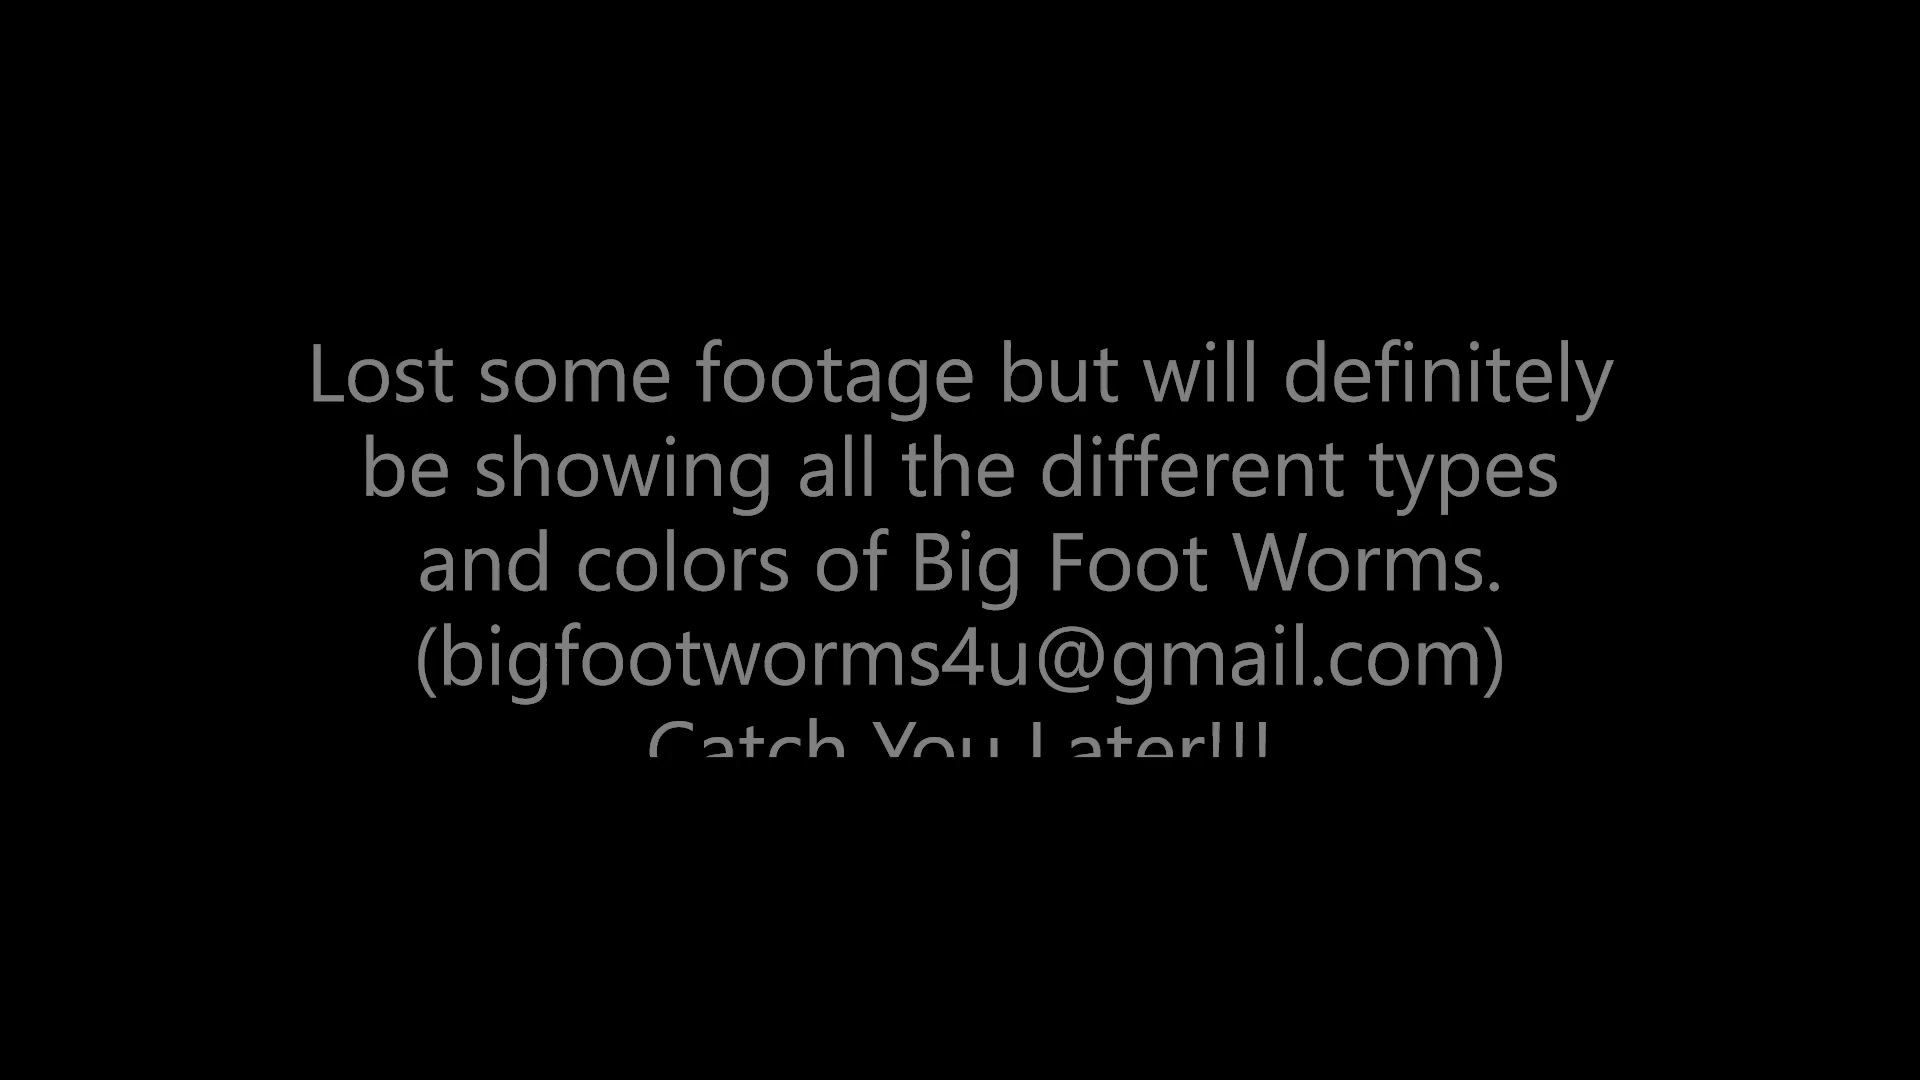 Lost some footage but will definitely
be showing all the different types
and colors of Big Foot Worms.
(bigfootworms4u@gmail.com)
Catch You Later!!!